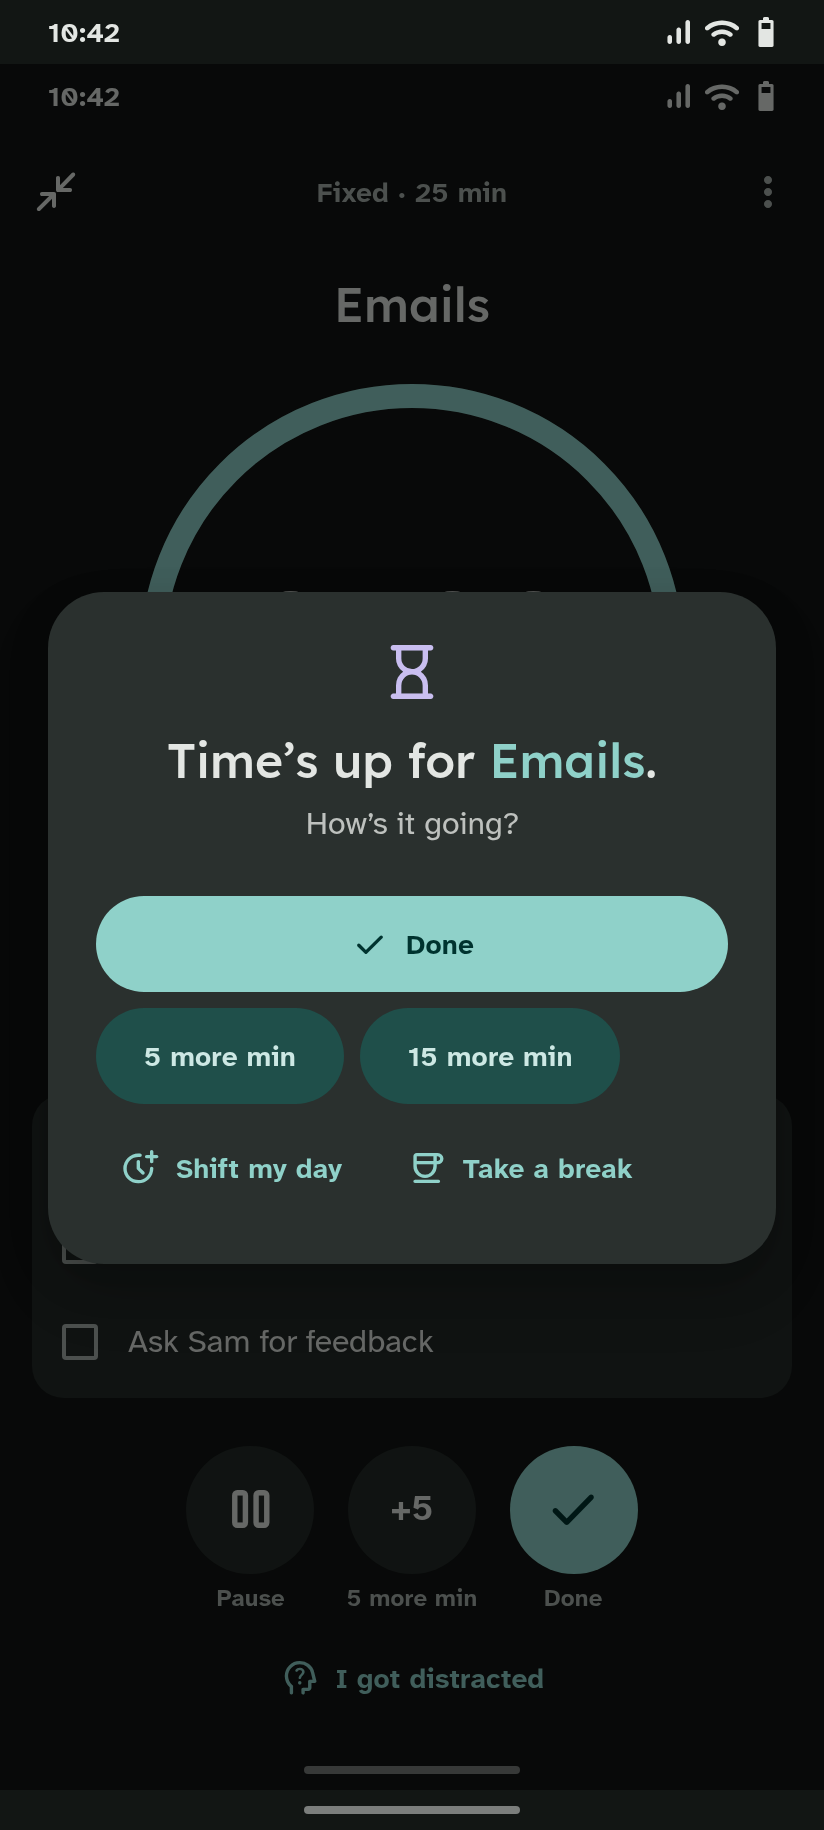 10:42
10:42
Fixed · 25 min
Emails
Time’s up for Emails.
How’s it going?
Done
5 more min
15 more min
Shift my day
Take a break
Ask Sam for feedback
+5
Pause
5 more min
Done
I got distracted